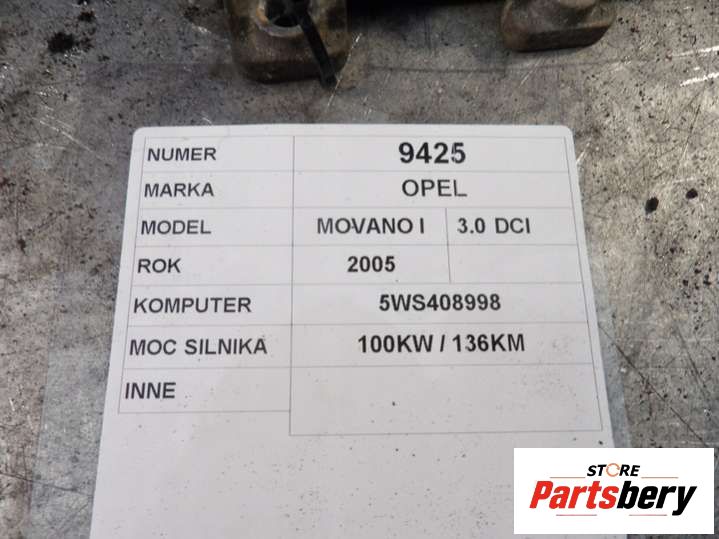 NUMER 9425
MARKA OPEL
MODEL MOVANO I 3.0 DCI
ROK 2005
KOMPUTER 5WS408998
MOC SILNIKA 100KW / 136KM
INNE
STORE
Partsbery